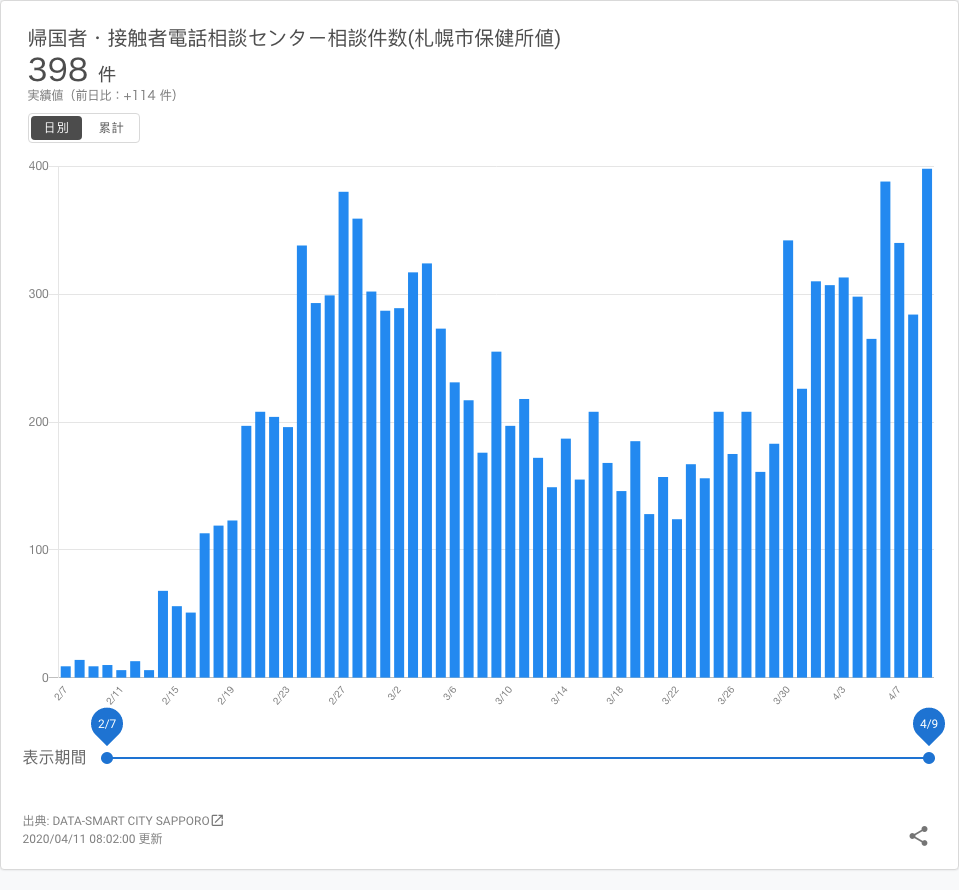 帰国者・接触者電話相談センター相談件数(札幌市保健所値)
398 件
実績値（前日比：+114 件）
日別 累計
400
300
200
100
0
2/7 2/11 2/15 2/19 2/23 2/27 3/2 3/6 3/10 3/14 3/18 3/22 3/26 3/30 4/3 4/7
2/7 4/9
表示期間
出典: DATA-SMART CITY SAPPORO
2020/04/11 08:02:00 更新